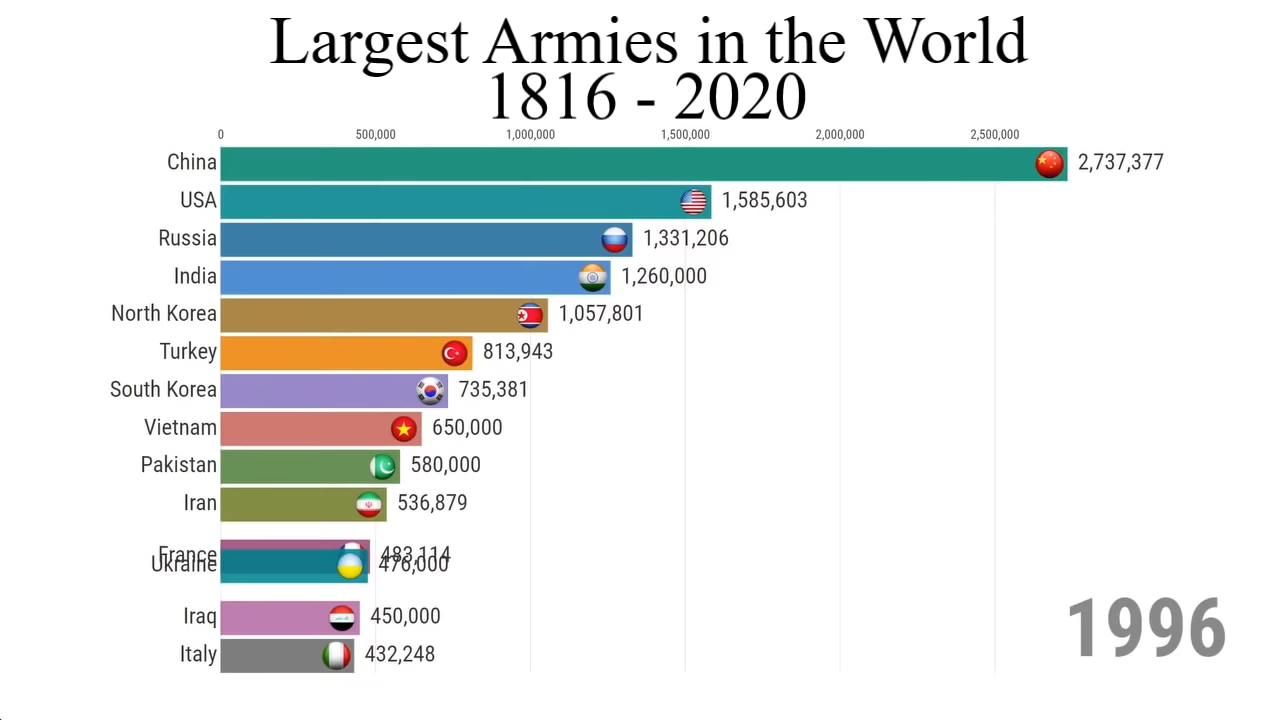 Largest Armies in the World
1816 - 2020
0 500,000 1,000,000 1,500,000 2,000,000 2,500,000
China 2,737,377
USA 1,585,603
Russia 1,331,206
India 1,260,000
North Korea 1,057,801
Turkey 813,943
South Korea 735,381
Vietnam 650,000
Pakistan 580,000
Iran 536,879
France 483,114
Ukraine 476,000
Iraq 450,000
Italy 432,248
1996